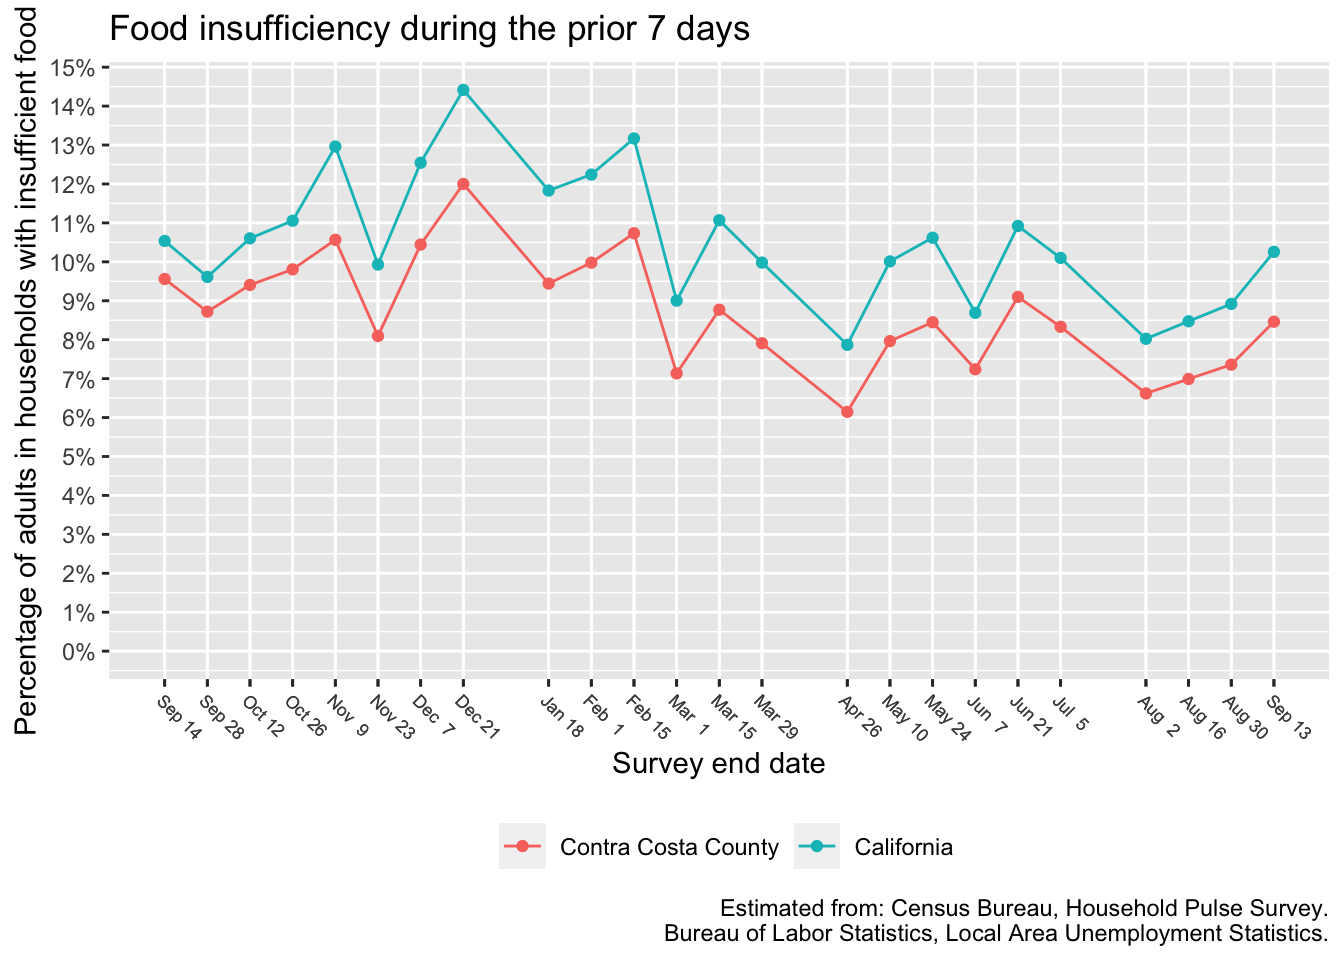 Food insufficiency during the prior 7 days
Percentage of adults in households with insufficient food
15%
14%
13%
12%
11%
10%
9%
8%
7%
6%
5%
4%
3%
2%
1%
0%
Sep 14
Sep 28
Oct 12
Oct 26
Nov 9
Nov 23
Dec 7
Dec 21
Jan 18
Feb 1
Feb 15
Mar 1
Mar 15
Mar 29
Apr 26
May 10
May 24
Jun 7
Jun 21
Jul 5
Aug 2
Aug 16
Aug 30
Sep 13
Survey end date
Contra Costa County
California
Estimated from: Census Bureau, Household Pulse Survey.
Bureau of Labor Statistics, Local Area Unemployment Statistics.